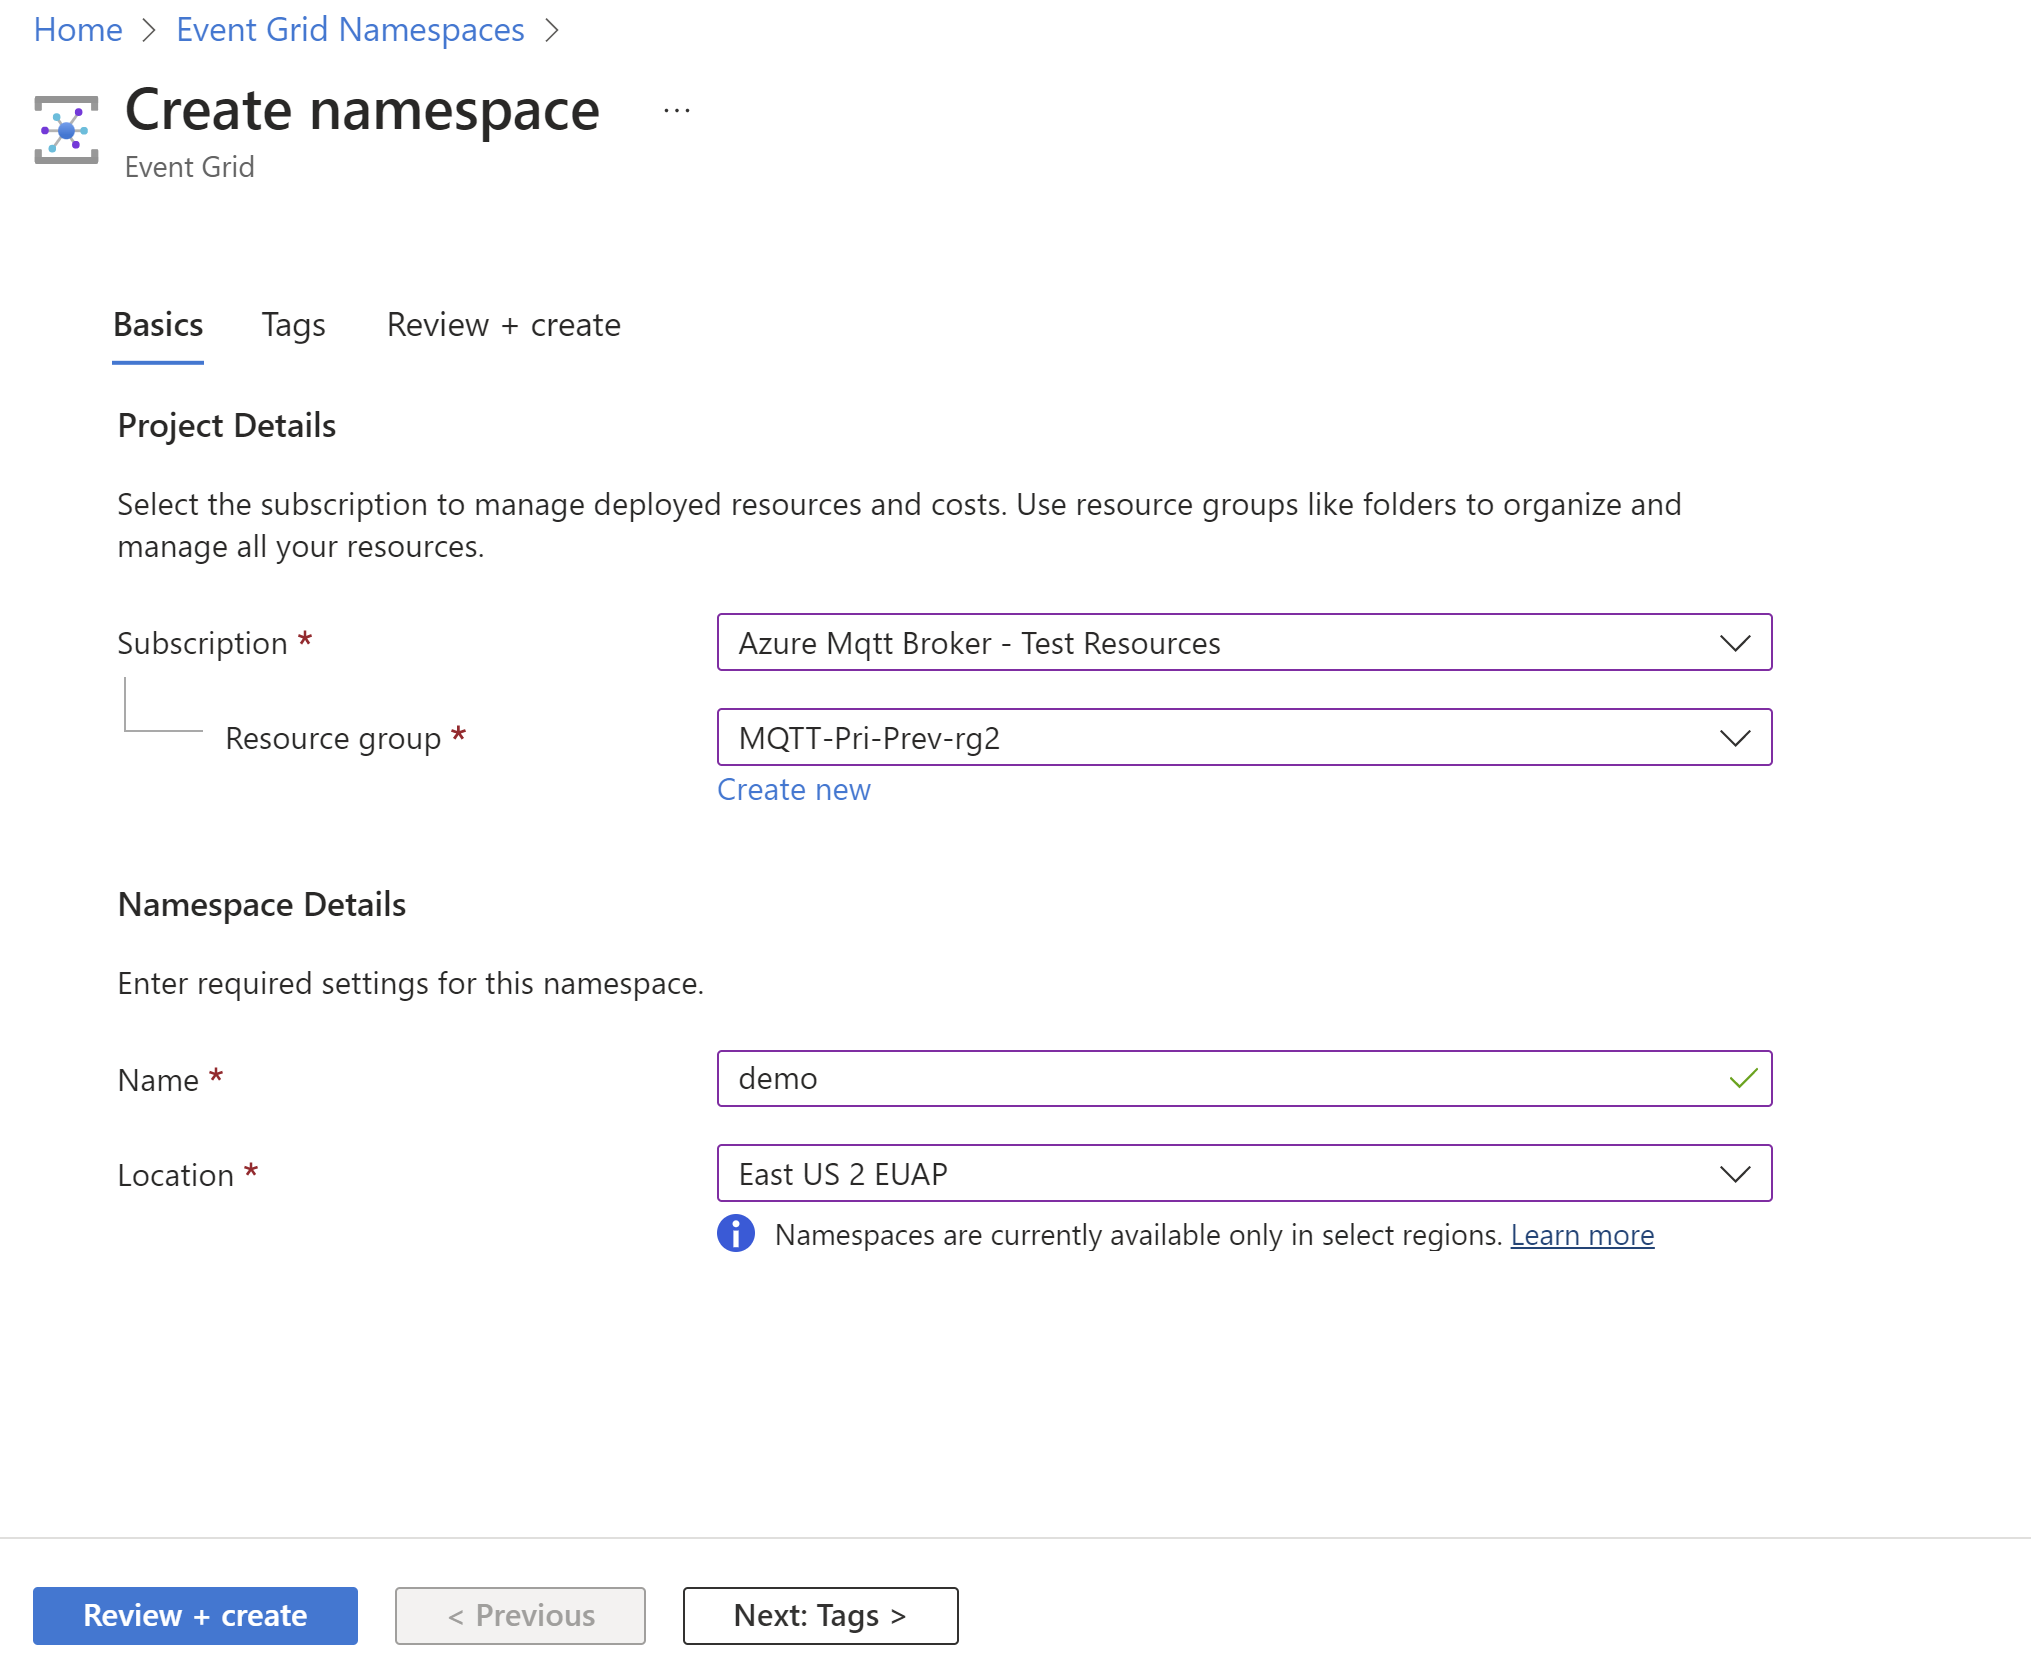 Home > Event Grid Namespaces >
Create namespace ...
Event Grid
Basics Tags Review + create
Project Details
Select the subscription to manage deployed resources and costs. Use resource groups like folders to organize and
manage all your resources.
Subscription * Azure Mqtt Broker - Test Resources
Resource group * MQTT-Pri-Prev-rg2
Create new
Namespace Details
Enter required settings for this namespace.
Name * demo
Location * East US 2 EUAP
Namespaces are currently available only in select regions. Learn more
Review + create < Previous Next: Tags >